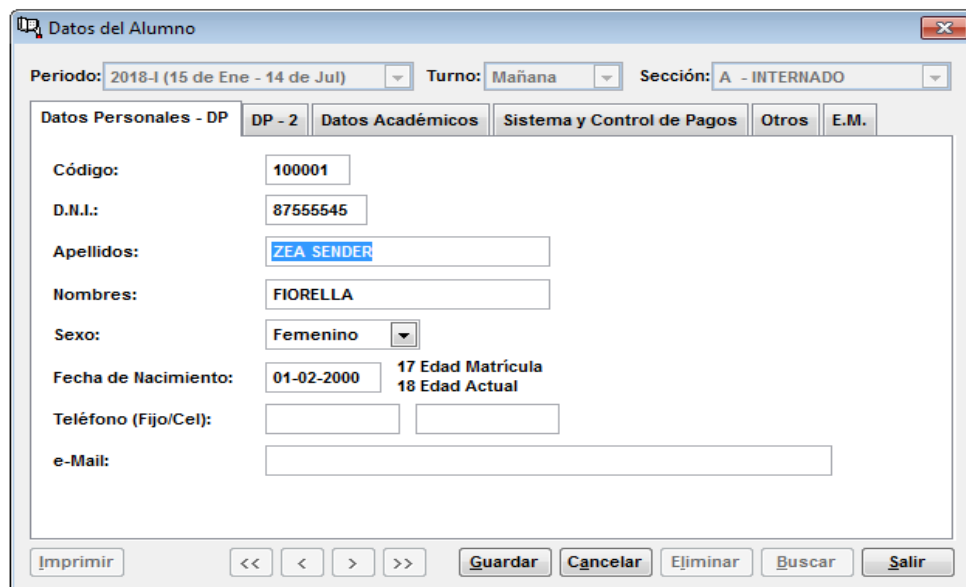 Datos del Alumno
Periodo: 2018-I (15 de Ene - 14 de Jul) Turno: Mañana Sección: A - INTERNADO
Datos Personales - DP DP - 2 Datos Académicos Sistema y Control de Pagos Otros E.M.
Código: 100001
D.N.I.: 87555545
Apellidos: ZEA SENDER
Nombres: FIORELLA
Sexo: Femenino
Fecha de Nacimiento: 01-02-2000 17 Edad Matrícula
18 Edad Actual
Teléfono (Fijo/Cel):
e-Mail:
Imprimir << < > >> Guardar Cancelar Eliminar Buscar Salir